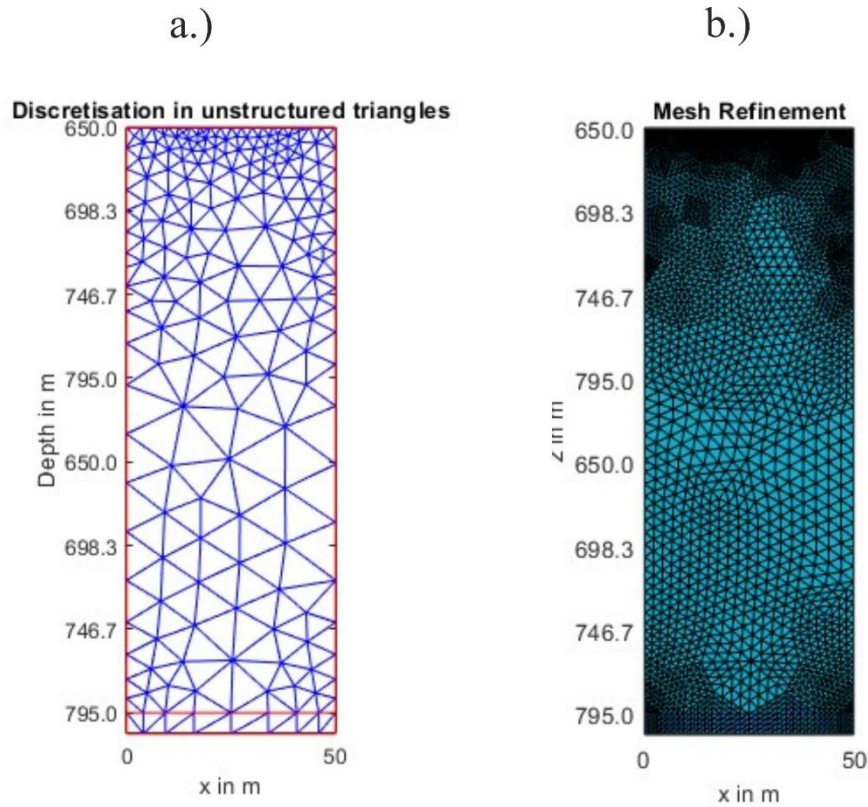 a.)
b.)
Discretisation in unstructured triangles
Mesh Refinement
650.0
698.3
746.7
795.0
650.0
698.3
746.7
795.0
Depth in m
0
50
x in m
650.0
698.3
746.7
795.0
650.0
698.3
746.7
795.0
z in m
0
50
x in m